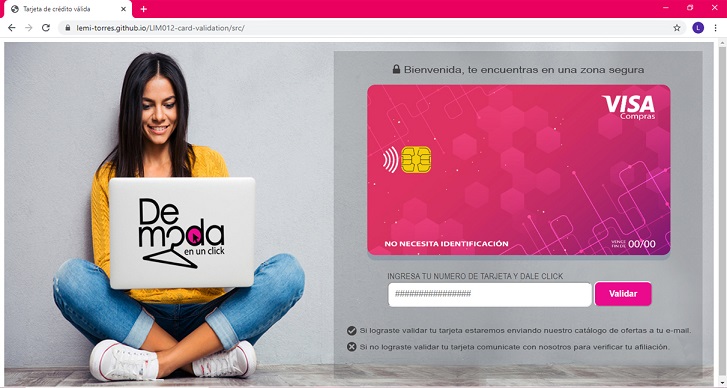 Tarjeta de crédito válida
lemi-torres.github.io/LIM012-card-validation/src/
L
Bienvenida, te encuentras en una zona segura
VISA
Compras
De
moda
en un click
NO NECESITA IDENTIFICACIÓN
VENCE
FIN DE
00/00
INGRESA TU NUMERO DE TARJETA Y DALE CLICK
################
Validar
Si lograste validar tu tarjeta estaremos enviando nuestro catálogo de ofertas a tu e-mail.
Si no lograste validar tu tarjeta comunicate con nosotros para verificar tu afiliación.